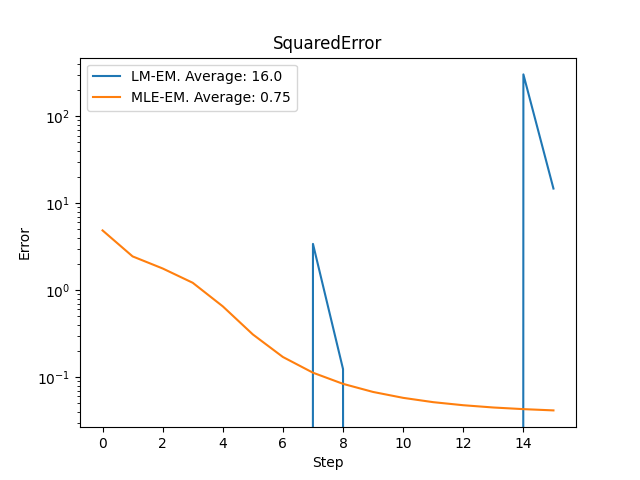 SquaredError
LM-EM. Average: 16.0
MLE-EM. Average: 0.75
Error
10²
10¹
10⁰
10⁻¹
0 2 4 6 8 10 12 14
Step